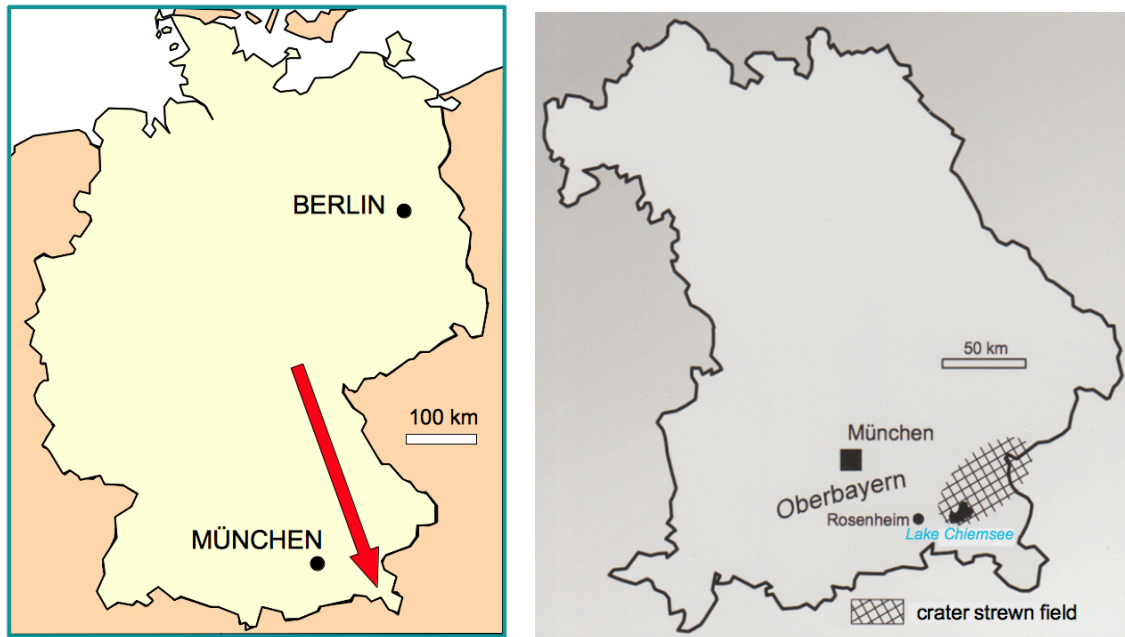 BERLIN
100 km
MÜNCHEN
50 km
München
Oberbayern
Rosenheim
Lake Chiemsee
crater strewn field